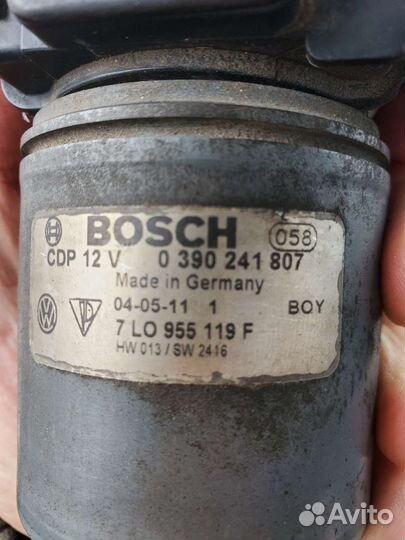 BOSCH 058
CDP 12 V 0 390 241 807
Made in Germany
04-05-11 1 BOY
7 L0 955 119 F
HW 013 / SW 2416
Avito